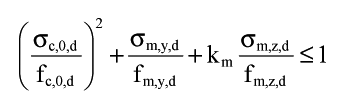 (σc,0,d / fc,0,d)² + σm,y,d / fm,y,d + km σm,z,d / fm,z,d ≤ 1